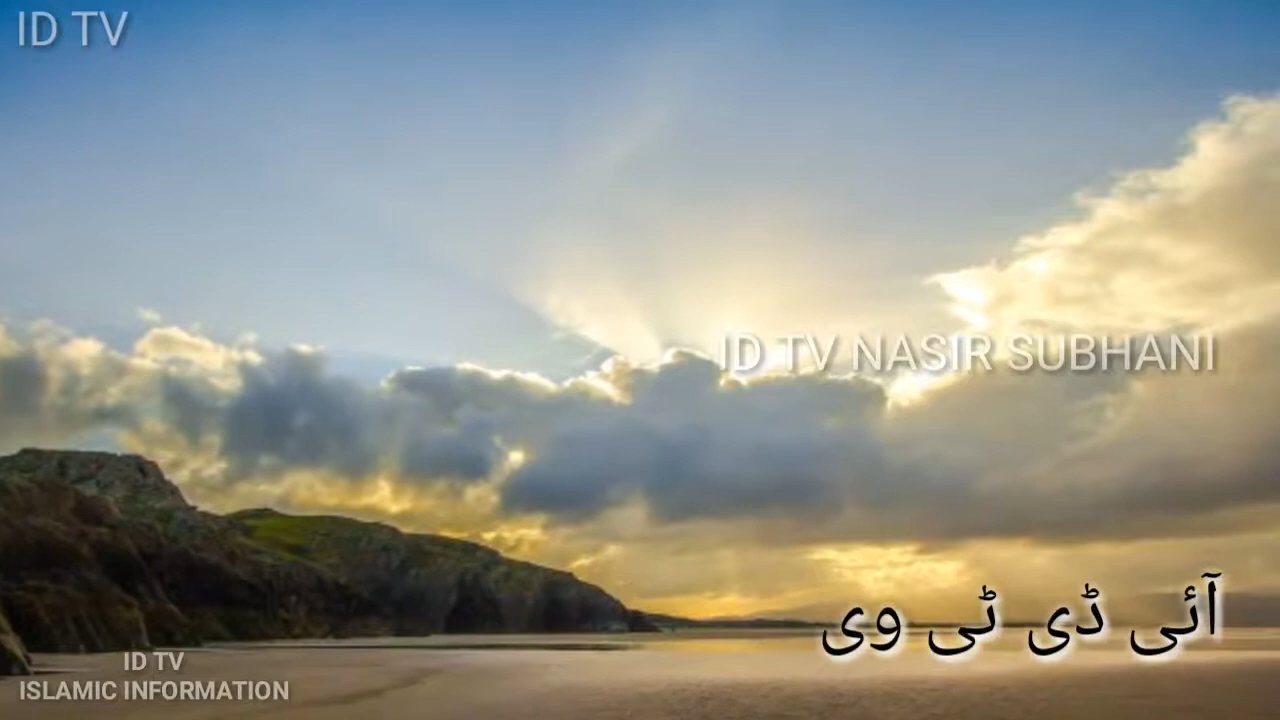 ID TV
ID TV NASIR SUBHANI
آئی ڈی ٹی وی
ID TV
ISLAMIC INFORMATION